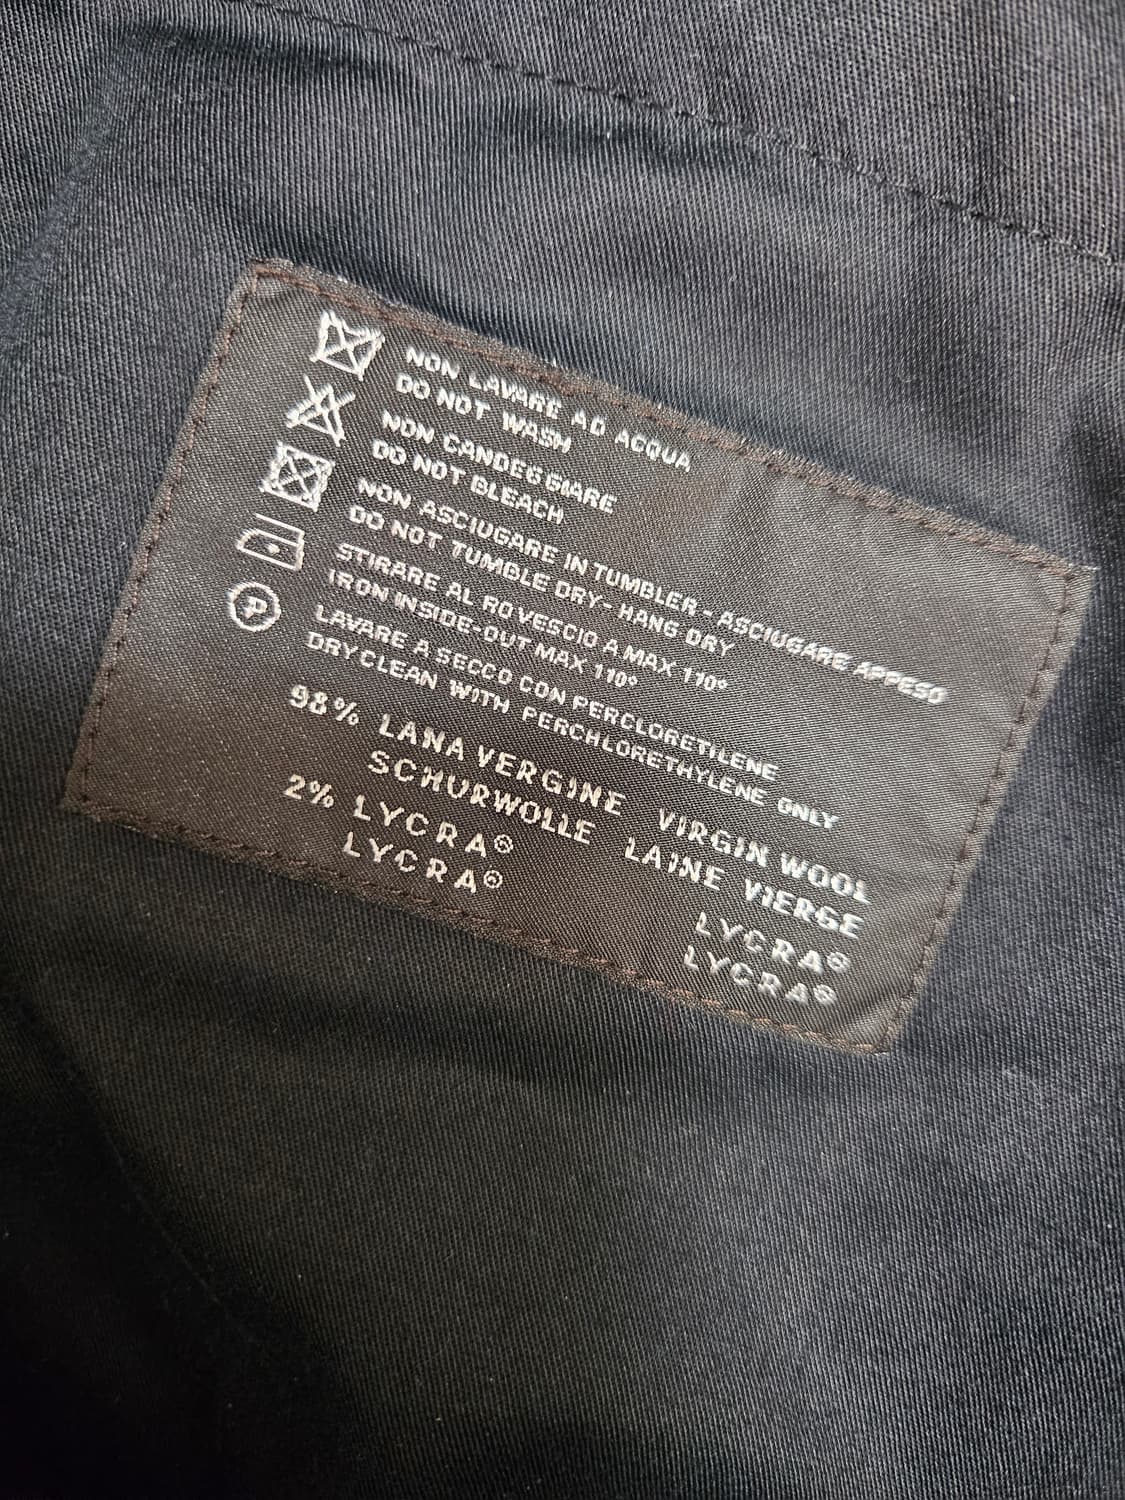 NON LAVARE AD ACQUA
DO NOT WASH
NON CANDEGGIARE
DO NOT BLEACH
NON ASCIUGARE IN TUMBLER - ASCIUGARE APPESO
DO NOT TUMBLE DRY - HANG DRY
STIRARE AL ROVESCIO A MAX 110°
IRON INSIDE-OUT MAX 110°
P
LAVARE A SECCO CON PERCLORETILENE
DRYCLEAN WITH PERCHLORETHYLENE ONLY
98% LANA VERGINE VIRGIN WOOL
SCHURWOLLE LAINE VIERGE
2% LYCRA® LYCRA®
LYCRA® LYCRA®